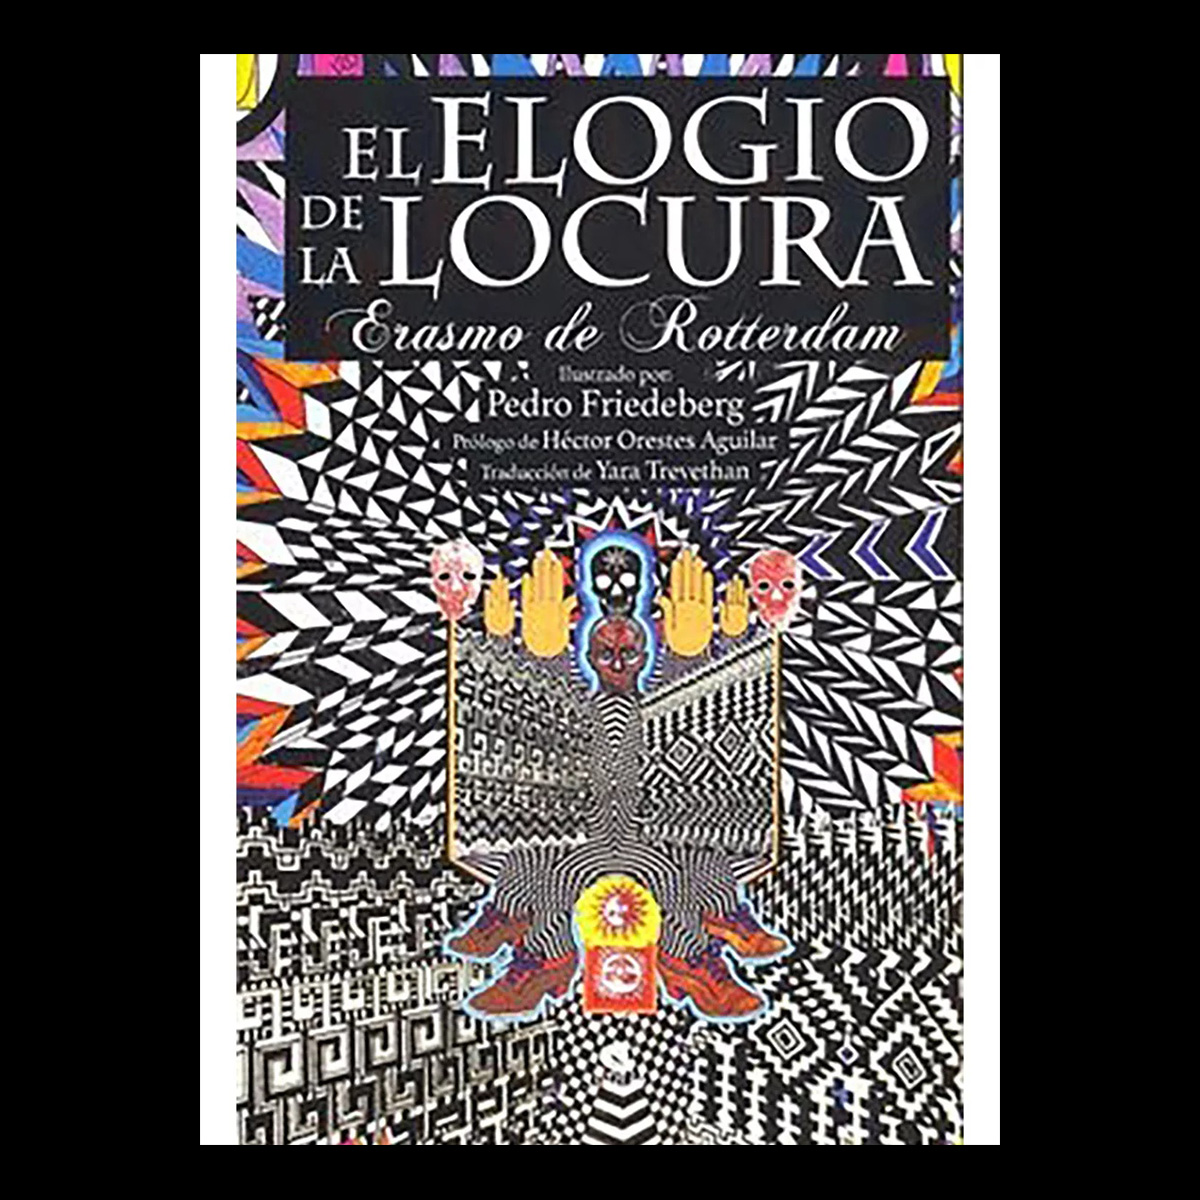 EL ELOGIO
DE LA LOCURA
Erasmo de Rotterdam
Ilustrado por:
Pedro Friedeberg
Prólogo de Héctor Orestes Aguilar
Traducción de Yara Trevethan